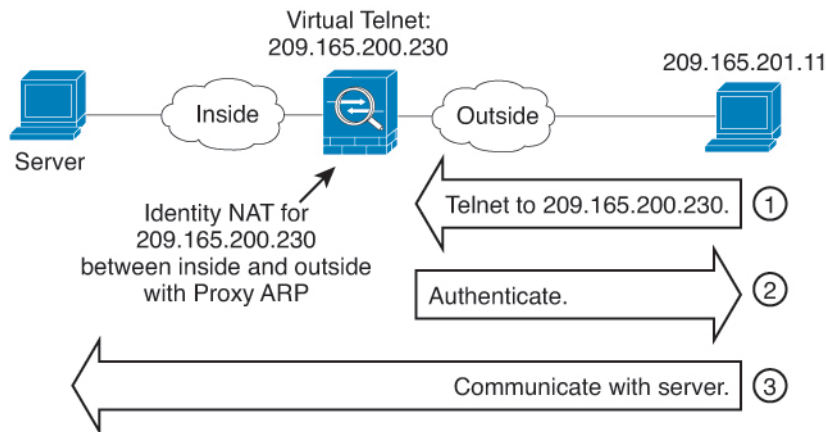 Virtual Telnet:
209.165.200.230
209.165.201.11
Inside
Outside
Server
Identity NAT for
209.165.200.230
between inside and outside
with Proxy ARP
Telnet to 209.165.200.230.
1
Authenticate.
2
Communicate with server.
3